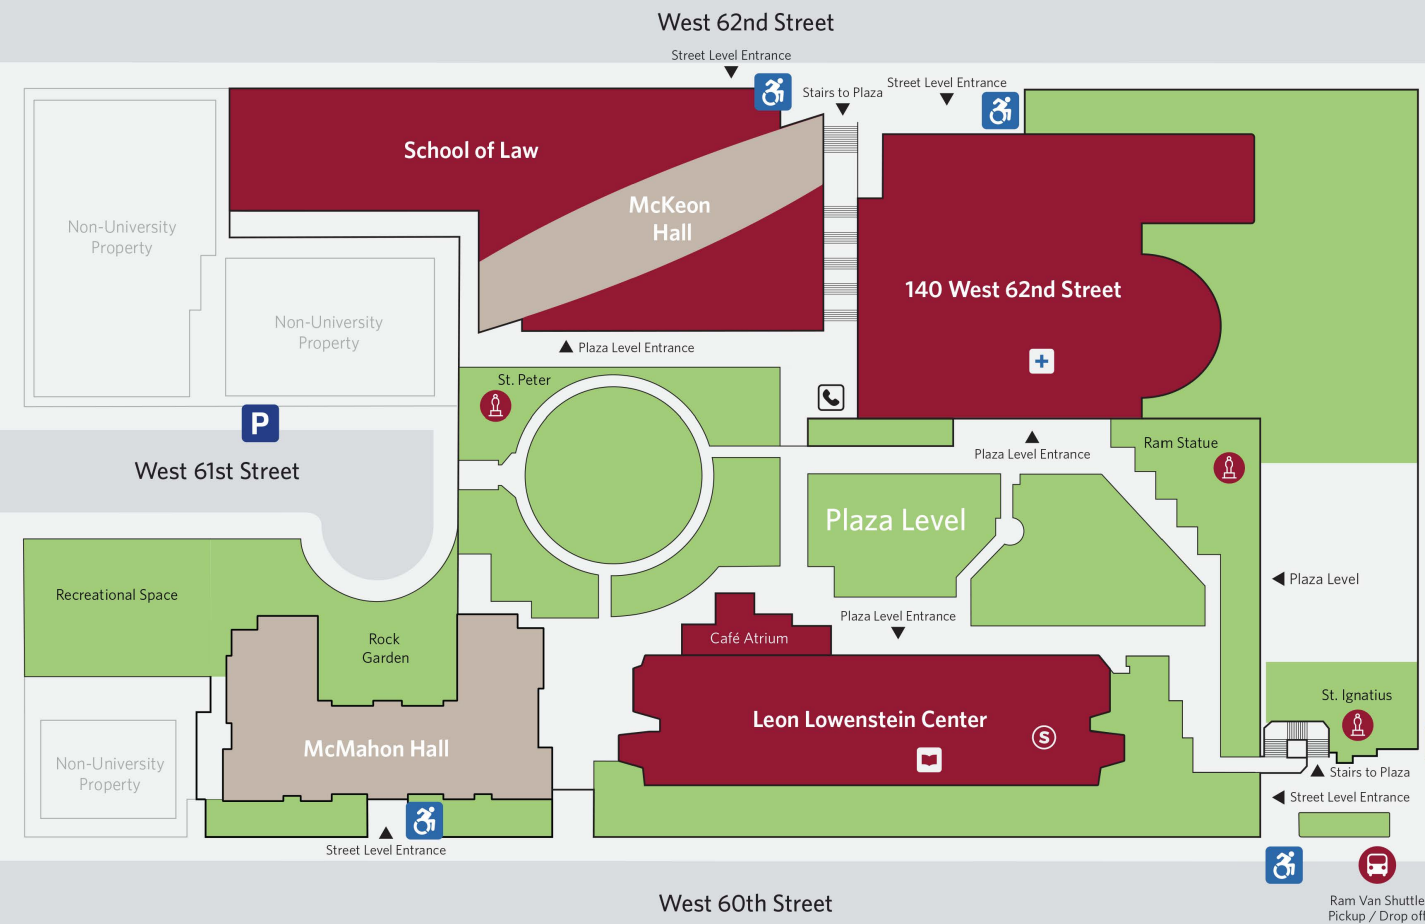 West 62nd Street
Street Level Entrance
Street Level Entrance
Stairs to Plaza
School of Law
McKeon
Hall
Non-University
Property
140 West 62nd Street
Non-University
Property
Plaza Level Entrance
St. Peter
P
West 61st Street
Ram Statue
Plaza Level Entrance
Plaza Level
Plaza Level
Recreational Space
Plaza Level Entrance
Rock
Garden
Café Atrium
St. Ignatius
Leon Lowenstein Center
S
McMahon Hall
Non-University
Property
Stairs to Plaza
Street Level Entrance
Street Level Entrance
West 60th Street
Ram Van Shuttle
Pickup / Drop off